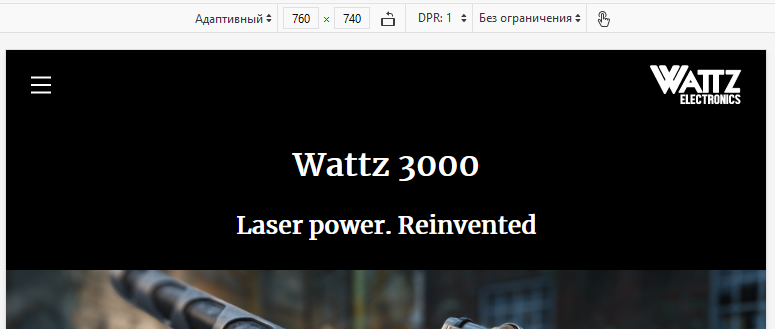 Адаптивный 760 × 740 DPR: 1 Без ограничения
WATTZ
ELECTRONICS
Wattz 3000
Laser power. Reinvented